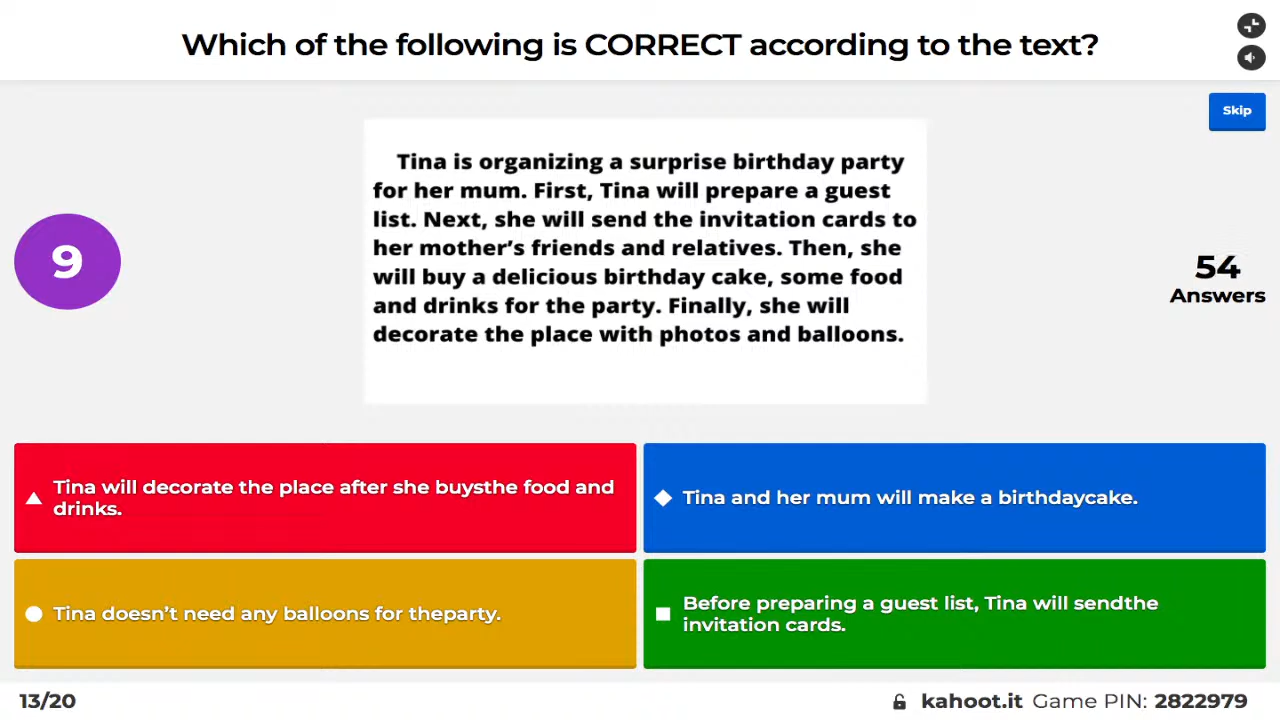 Which of the following is CORRECT according to the text?
Skip
Tina is organizing a surprise birthday party
for her mum. First, Tina will prepare a guest
list. Next, she will send the invitation cards to
her mother's friends and relatives. Then, she
will buy a delicious birthday cake, some food
and drinks for the party. Finally, she will
decorate the place with photos and balloons.
9
54
Answers
Tina will decorate the place after she buysthe food and
drinks.
Tina and her mum will make a birthdaycake.
Tina doesn't need any balloons for theparty.
Before preparing a guest list, Tina will sendthe
invitation cards.
13/20
kahoot.it Game PIN: 2822979